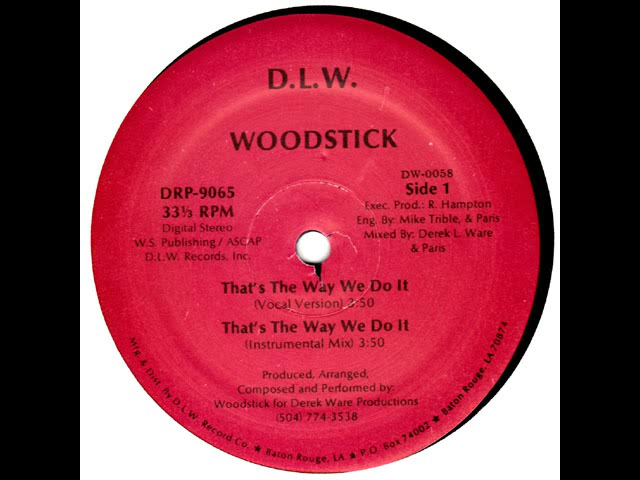 D.L.W.
WOODSTICK
DRP-9065
33⅓ RPM
Digital Stereo
W.S. Publishing / ASCAP
D.L.W. Records, Inc.
DW-0058
Side 1
Exec. Prod.: R. Hampton
Eng. By: Mike Trible, & Paris
Mixed By: Derek L. Ware
& Paris
That's The Way We Do It
(Vocal Version) 3:50
That's The Way We Do It
(Instrumental Mix) 3:50
Produced, Arranged,
Composed and Performed by:
Woodstick for Derek Ware Productions
(504) 774-3538
Mfg. & Dist. by D.L.W. Record Co. ★ Baton Rouge, LA ★ P.O. Box 74002 ★ Baton Rouge, LA 70874